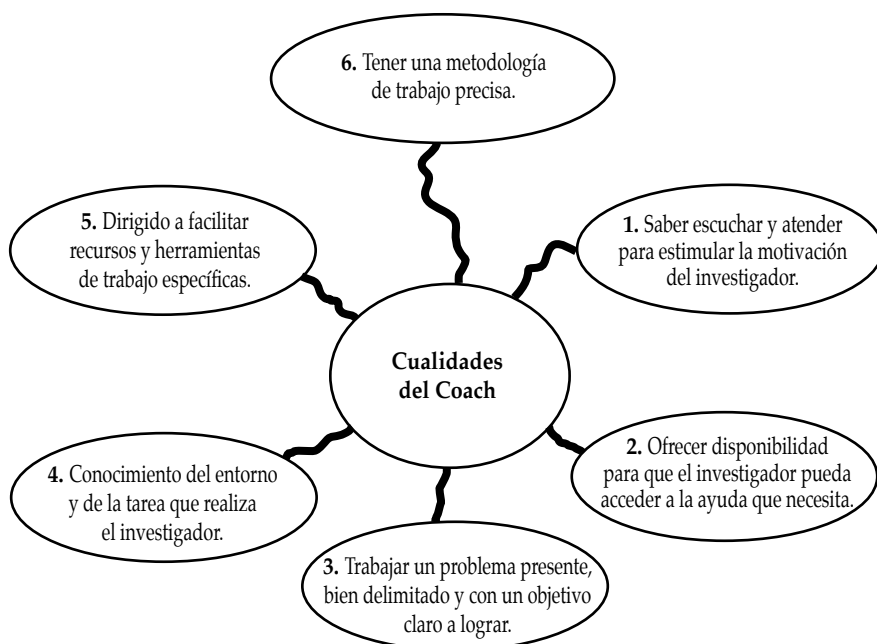 6. Tener una metodología
de trabajo precisa.
5. Dirigido a facilitar
recursos y herramientas
de trabajo específicas.
1. Saber escuchar y atender
para estimular la motivación
del investigador.
Cualidades
del Coach
4. Conocimiento del entorno
y de la tarea que realiza
el investigador.
2. Ofrecer disponibilidad
para que el investigador pueda
acceder a la ayuda que necesita.
3. Trabajar un problema presente,
bien delimitado y con un objetivo
claro a lograr.